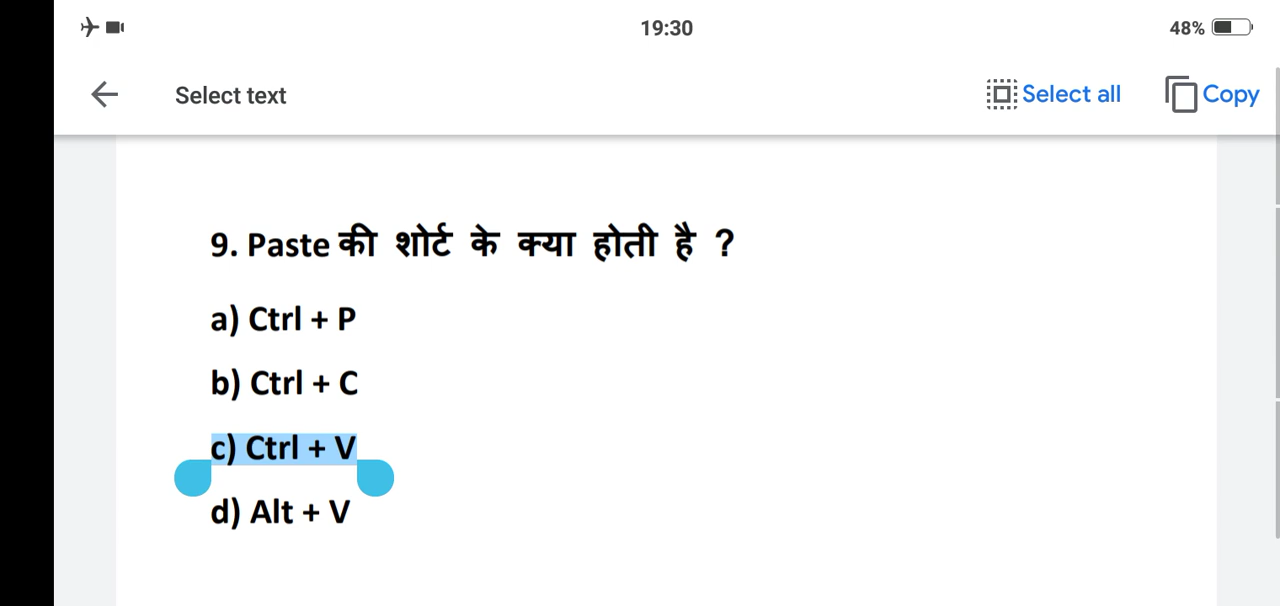 19:30
48%
Select text
Select all
Copy
9. Paste की शोर्ट के क्या होती है ?
a) Ctrl + P
b) Ctrl + C
c) Ctrl + V
d) Alt + V